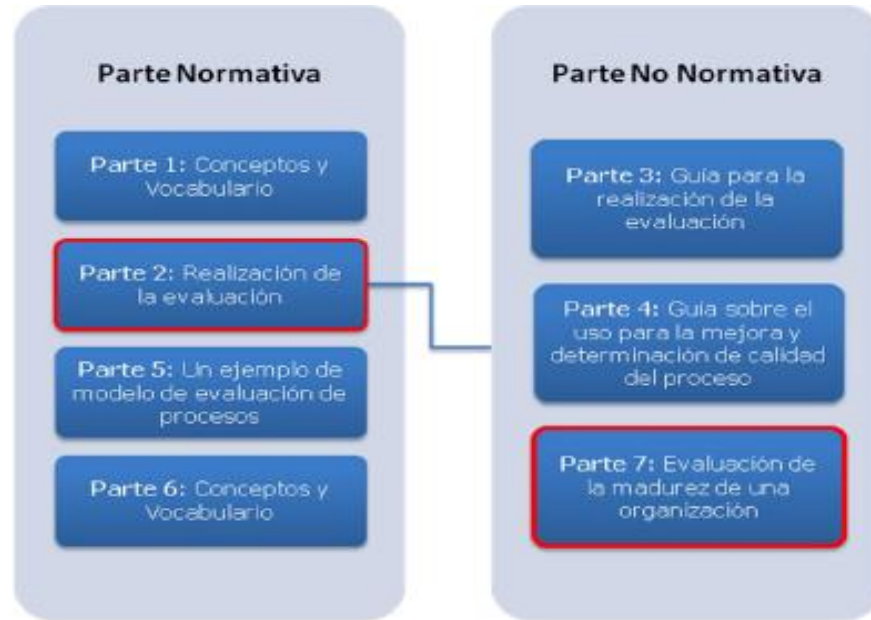 Parte Normativa
Parte 1: Conceptos y
Vocabulario
Parte 2: Realización de
la evaluación
Parte 5: Un ejemplo de
modelo de evaluación de
procesos
Parte 6: Conceptos y
Vocabulario
Parte No Normativa
Parte 3: Guía para la
realización de la
evaluación
Parte 4: Guía sobre el
uso para la mejora y
determinación de calidad
del proceso
Parte 7: Evaluación de
la madurez de una
organización